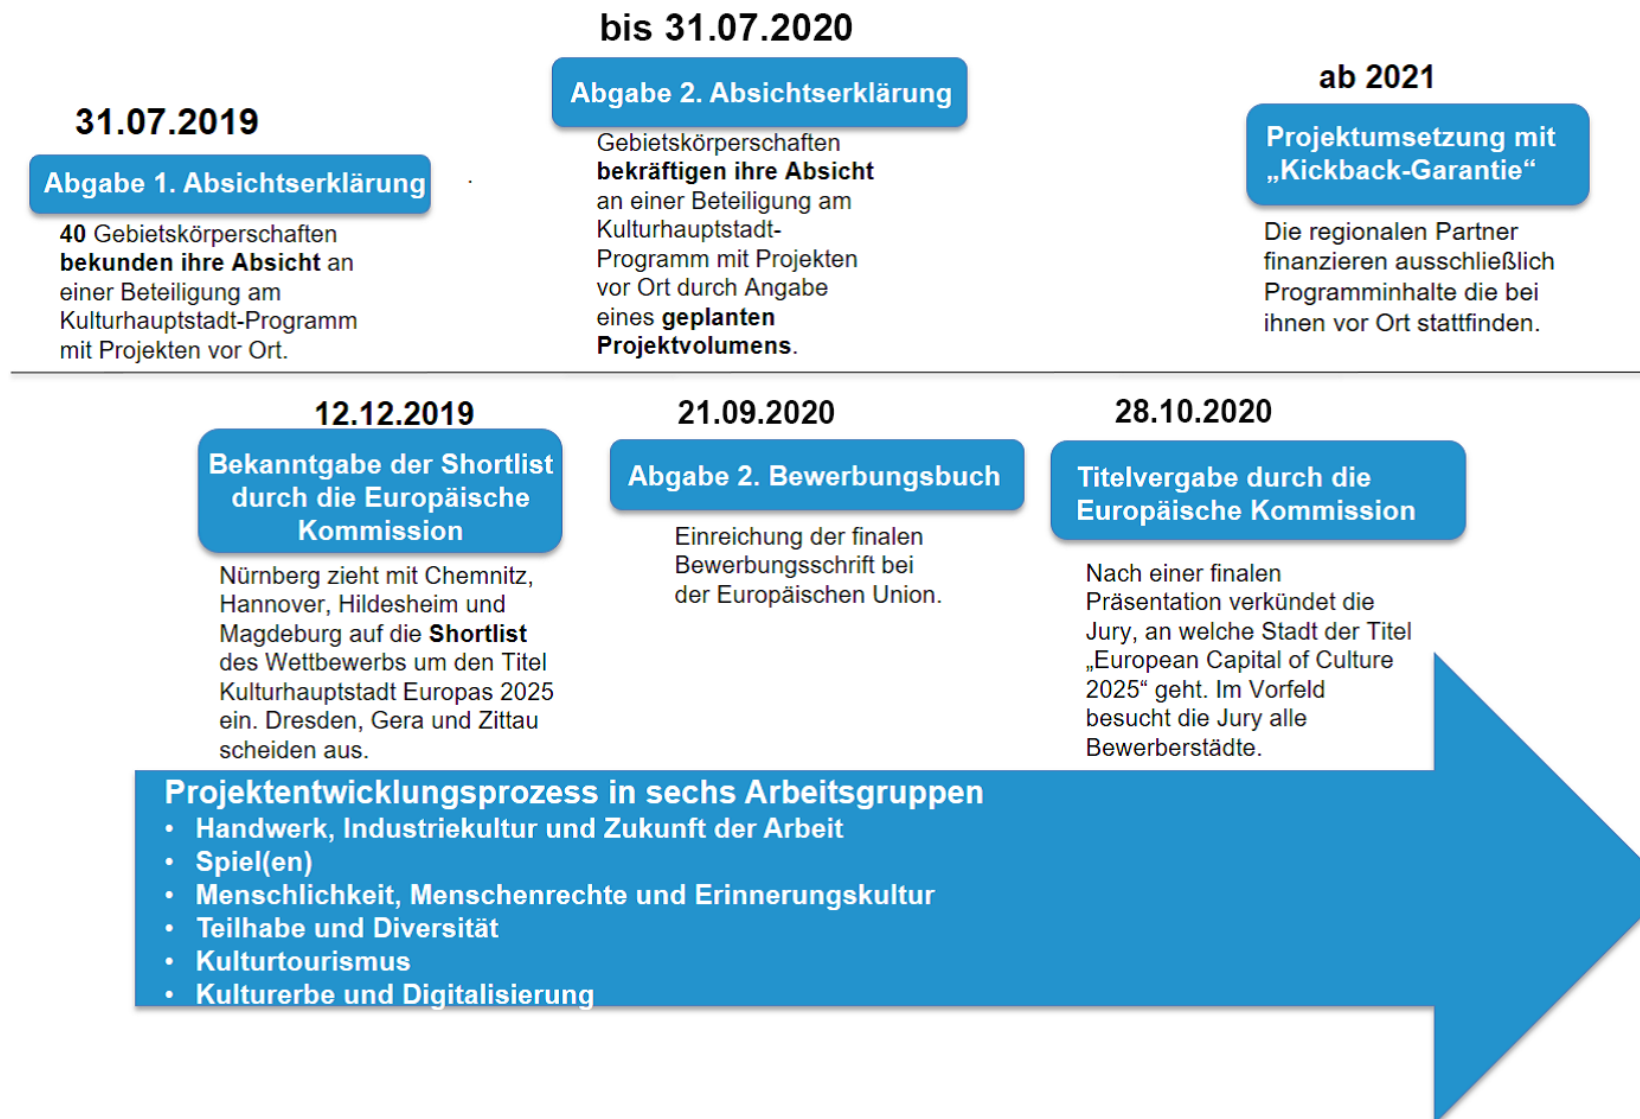 31.07.2019
Abgabe 1. Absichtserklärung
40 Gebietskörperschaften
bekunden ihre Absicht an
einer Beteiligung am
Kulturhauptstadt-Programm
mit Projekten vor Ort.
bis 31.07.2020
Abgabe 2. Absichtserklärung
Gebietskörperschaften
bekräftigen ihre Absicht
an einer Beteiligung am
Kulturhauptstadt-
Programm mit Projekten
vor Ort durch Angabe
eines geplanten
Projektvolumens.
ab 2021
Projektumsetzung mit
„Kickback-Garantie“
Die regionalen Partner
finanzieren ausschließlich
Programminhalte die bei
ihnen vor Ort stattfinden.
12.12.2019
Bekanntgabe der Shortlist
durch die Europäische
Kommission
Nürnberg zieht mit Chemnitz,
Hannover, Hildesheim und
Magdeburg auf die Shortlist
des Wettbewerbs um den Titel
Kulturhauptstadt Europas 2025
ein. Dresden, Gera und Zittau
scheiden aus.
21.09.2020
Abgabe 2. Bewerbungsbuch
Einreichung der finalen
Bewerbungsschrift bei
der Europäischen Union.
28.10.2020
Titelvergabe durch die
Europäische Kommission
Nach einer finalen
Präsentation verkündet die
Jury, an welche Stadt der Titel
„European Capital of Culture
2025“ geht. Im Vorfeld
besucht die Jury alle
Bewerberstädte.
Projektentwicklungsprozess in sechs Arbeitsgruppen
• Handwerk, Industriekultur und Zukunft der Arbeit
• Spiel(en)
• Menschlichkeit, Menschenrechte und Erinnerungskultur
• Teilhabe und Diversität
• Kulturtourismus
• Kulturerbe und Digitalisierung